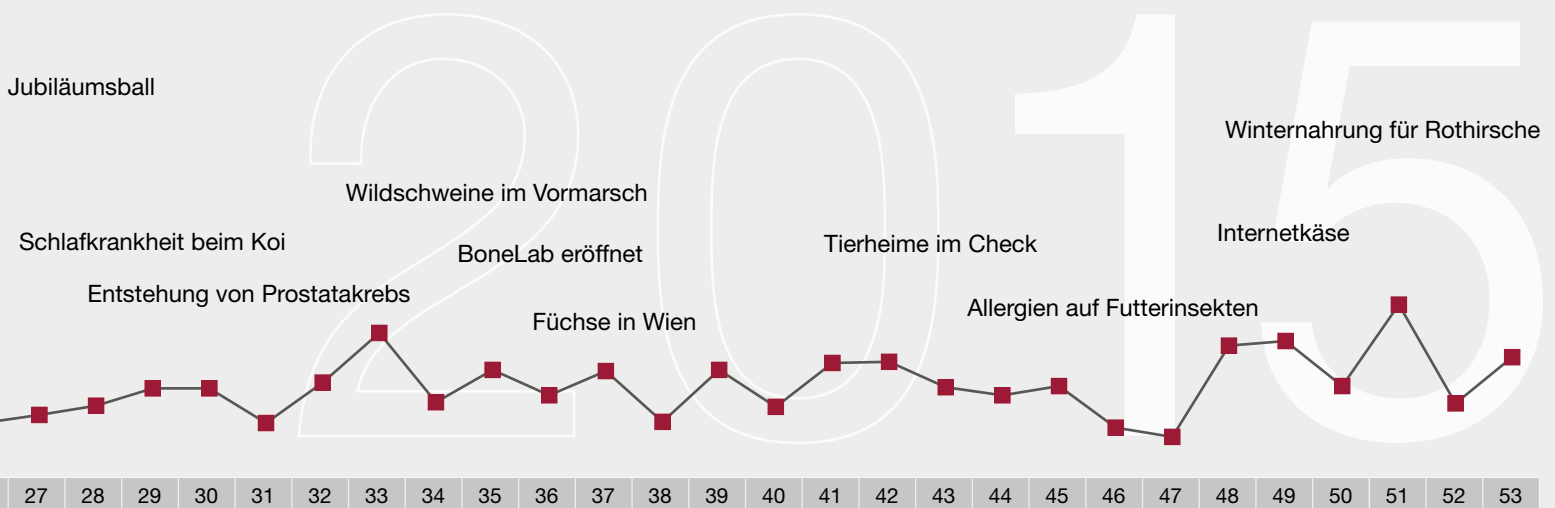 2015
Jubiläumsball
Winternahrung für Rothirsche
Wildschweine im Vormarsch
Schlafkrankheit beim Koi
BoneLab eröffnet
Tierheime im Check
Internetkäse
Entstehung von Prostatakrebs
Füchse in Wien
Allergien auf Futterinsekten
27 28 29 30 31 32 33 34 35 36 37 38 39 40 41 42 43 44 45 46 47 48 49 50 51 52 53